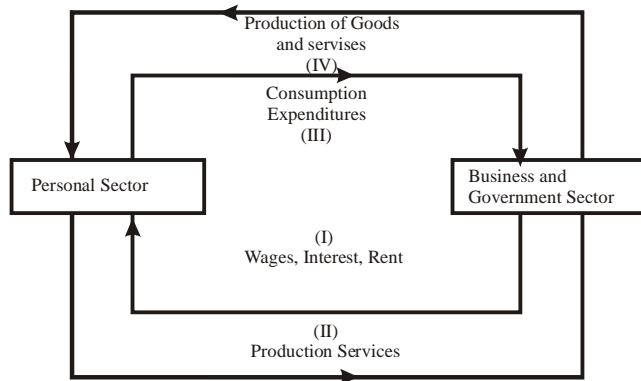 Production of Goods
and servises
(IV)
Consumption
Expenditures
(III)
Personal Sector
Business and
Government Sector
(I)
Wages, Interest, Rent
(II)
Production Services